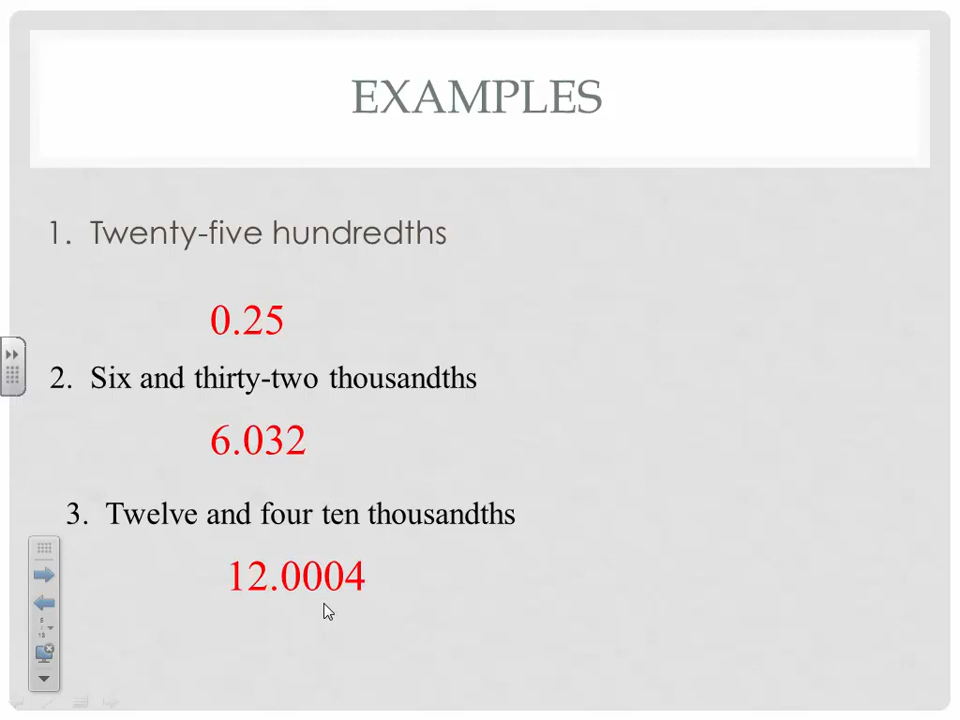 EXAMPLES
1. Twenty-five hundredths
0.25
2. Six and thirty-two thousandths
6.032
3. Twelve and four ten thousandths
12.0004